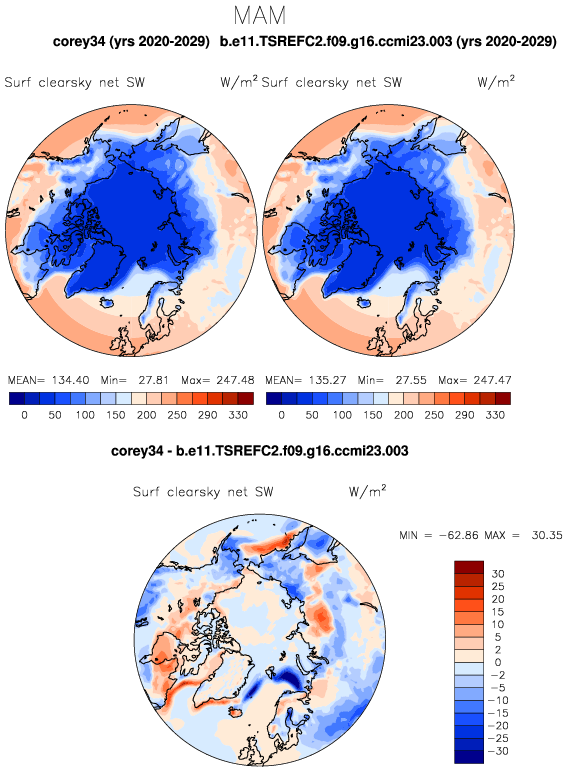 MAM
corey34 (yrs 2020-2029) b.e11.TSREFC2.f09.g16.ccmi23.003 (yrs 2020-2029)
Surf clearsky net SW W/m² Surf clearsky net SW W/m²
MEAN= 134.40 Min= 27.81 Max= 247.48 MEAN= 135.27 Min= 27.55 Max= 247.47
0 50 100 150 200 250 290 330 0 50 100 150 200 250 290 330
corey34 - b.e11.TSREFC2.f09.g16.ccmi23.003
Surf clearsky net SW W/m²
MIN = -62.86 MAX = 30.35
30
25
20
15
10
5
2
0
-2
-5
-10
-15
-20
-25
-30